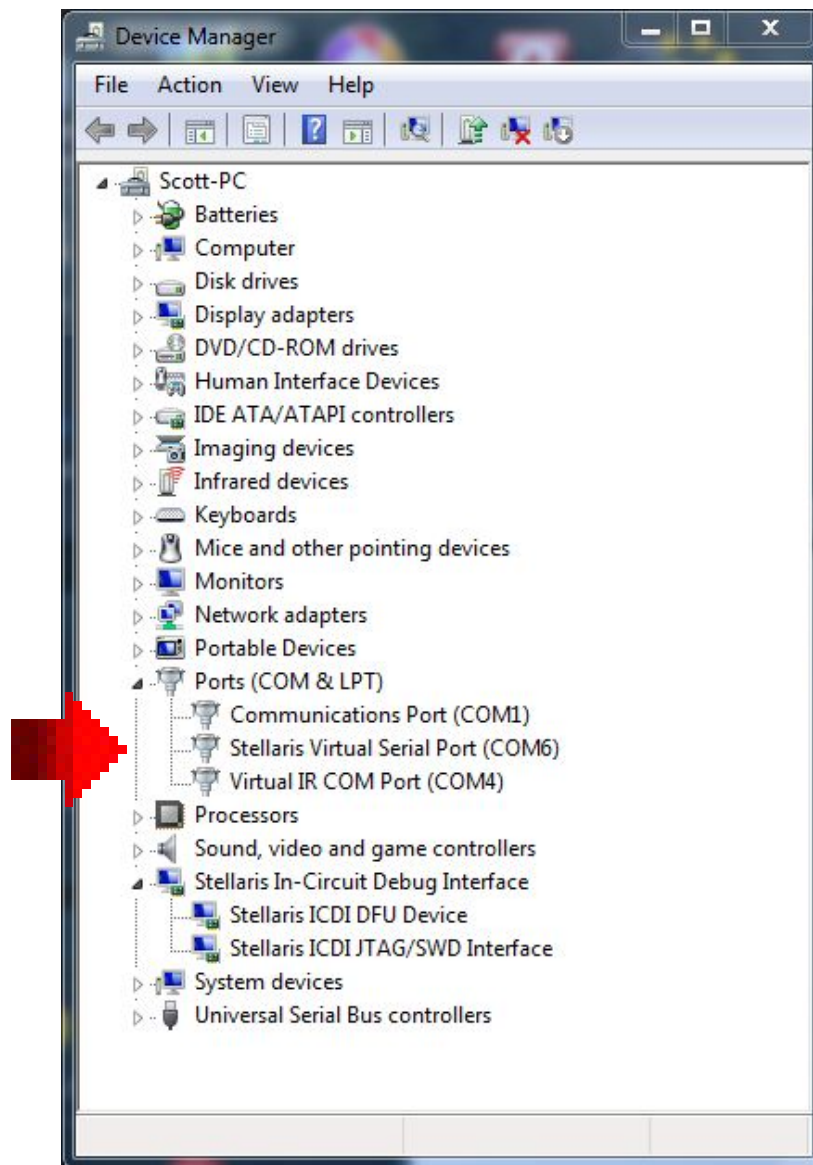 Device Manager
File Action View Help
Scott-PC
Batteries
Computer
Disk drives
Display adapters
DVD/CD-ROM drives
Human Interface Devices
IDE ATA/ATAPI controllers
Imaging devices
Infrared devices
Keyboards
Mice and other pointing devices
Monitors
Network adapters
Portable Devices
Ports (COM & LPT)
Communications Port (COM1)
Stellaris Virtual Serial Port (COM6)
Virtual IR COM Port (COM4)
Processors
Sound, video and game controllers
Stellaris In-Circuit Debug Interface
Stellaris ICDI DFU Device
Stellaris ICDI JTAG/SWD Interface
System devices
Universal Serial Bus controllers